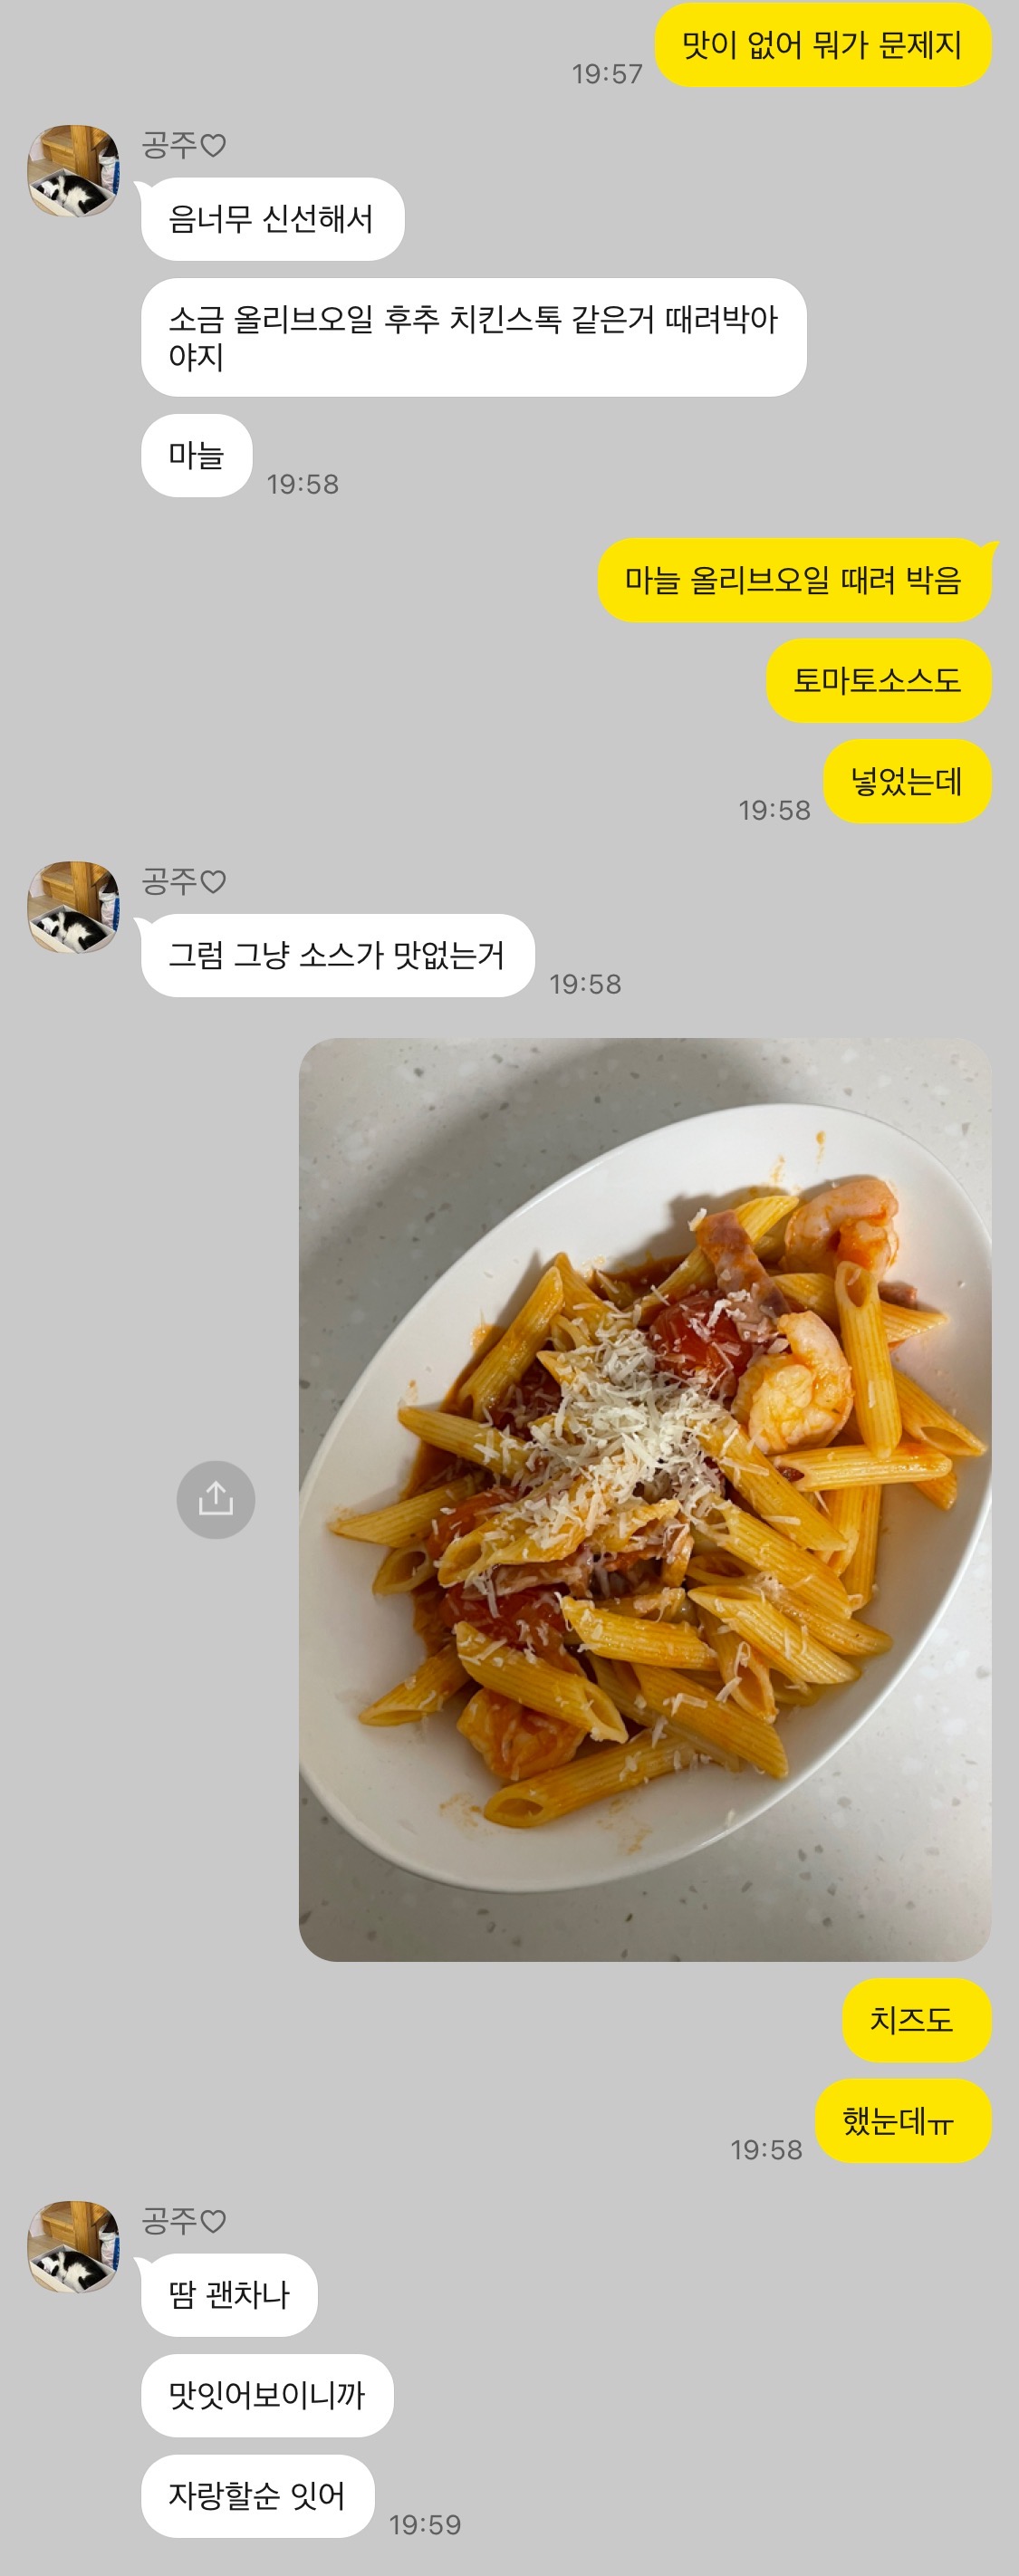 맛이 없어 뭐가 문제지
19:57
공주♡
음너무 신선해서
소금 올리브오일 후추 치킨스톡 같은거 때려박아
야지
마늘
19:58
마늘 올리브오일 때려 박음
토마토소스도
넣었는데
19:58
공주♡
그럼 그냥 소스가 맛없는거
19:58
치즈도
했눈데ㅠ
19:58
공주♡
땀 괜차나
맛잇어보이니까
자랑할순 잇어
19:59